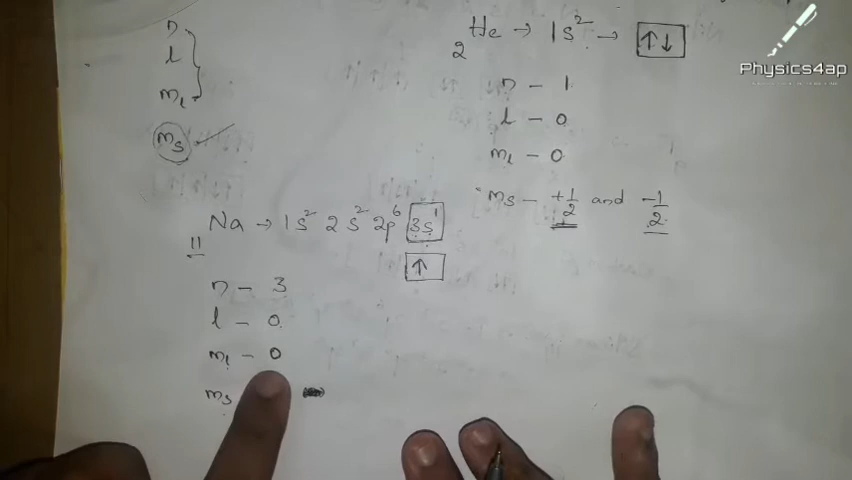 n
l
mₗ
mₛ
₂He → 1s² → ↑↓
n - 1
l - 0
mₗ - 0
ms - +1/2 and -1/2
Physics4ap
Na → 1s² 2s² 2p⁶ 3s¹
11
↑
n - 3
l - 0
mₗ - 0
ms